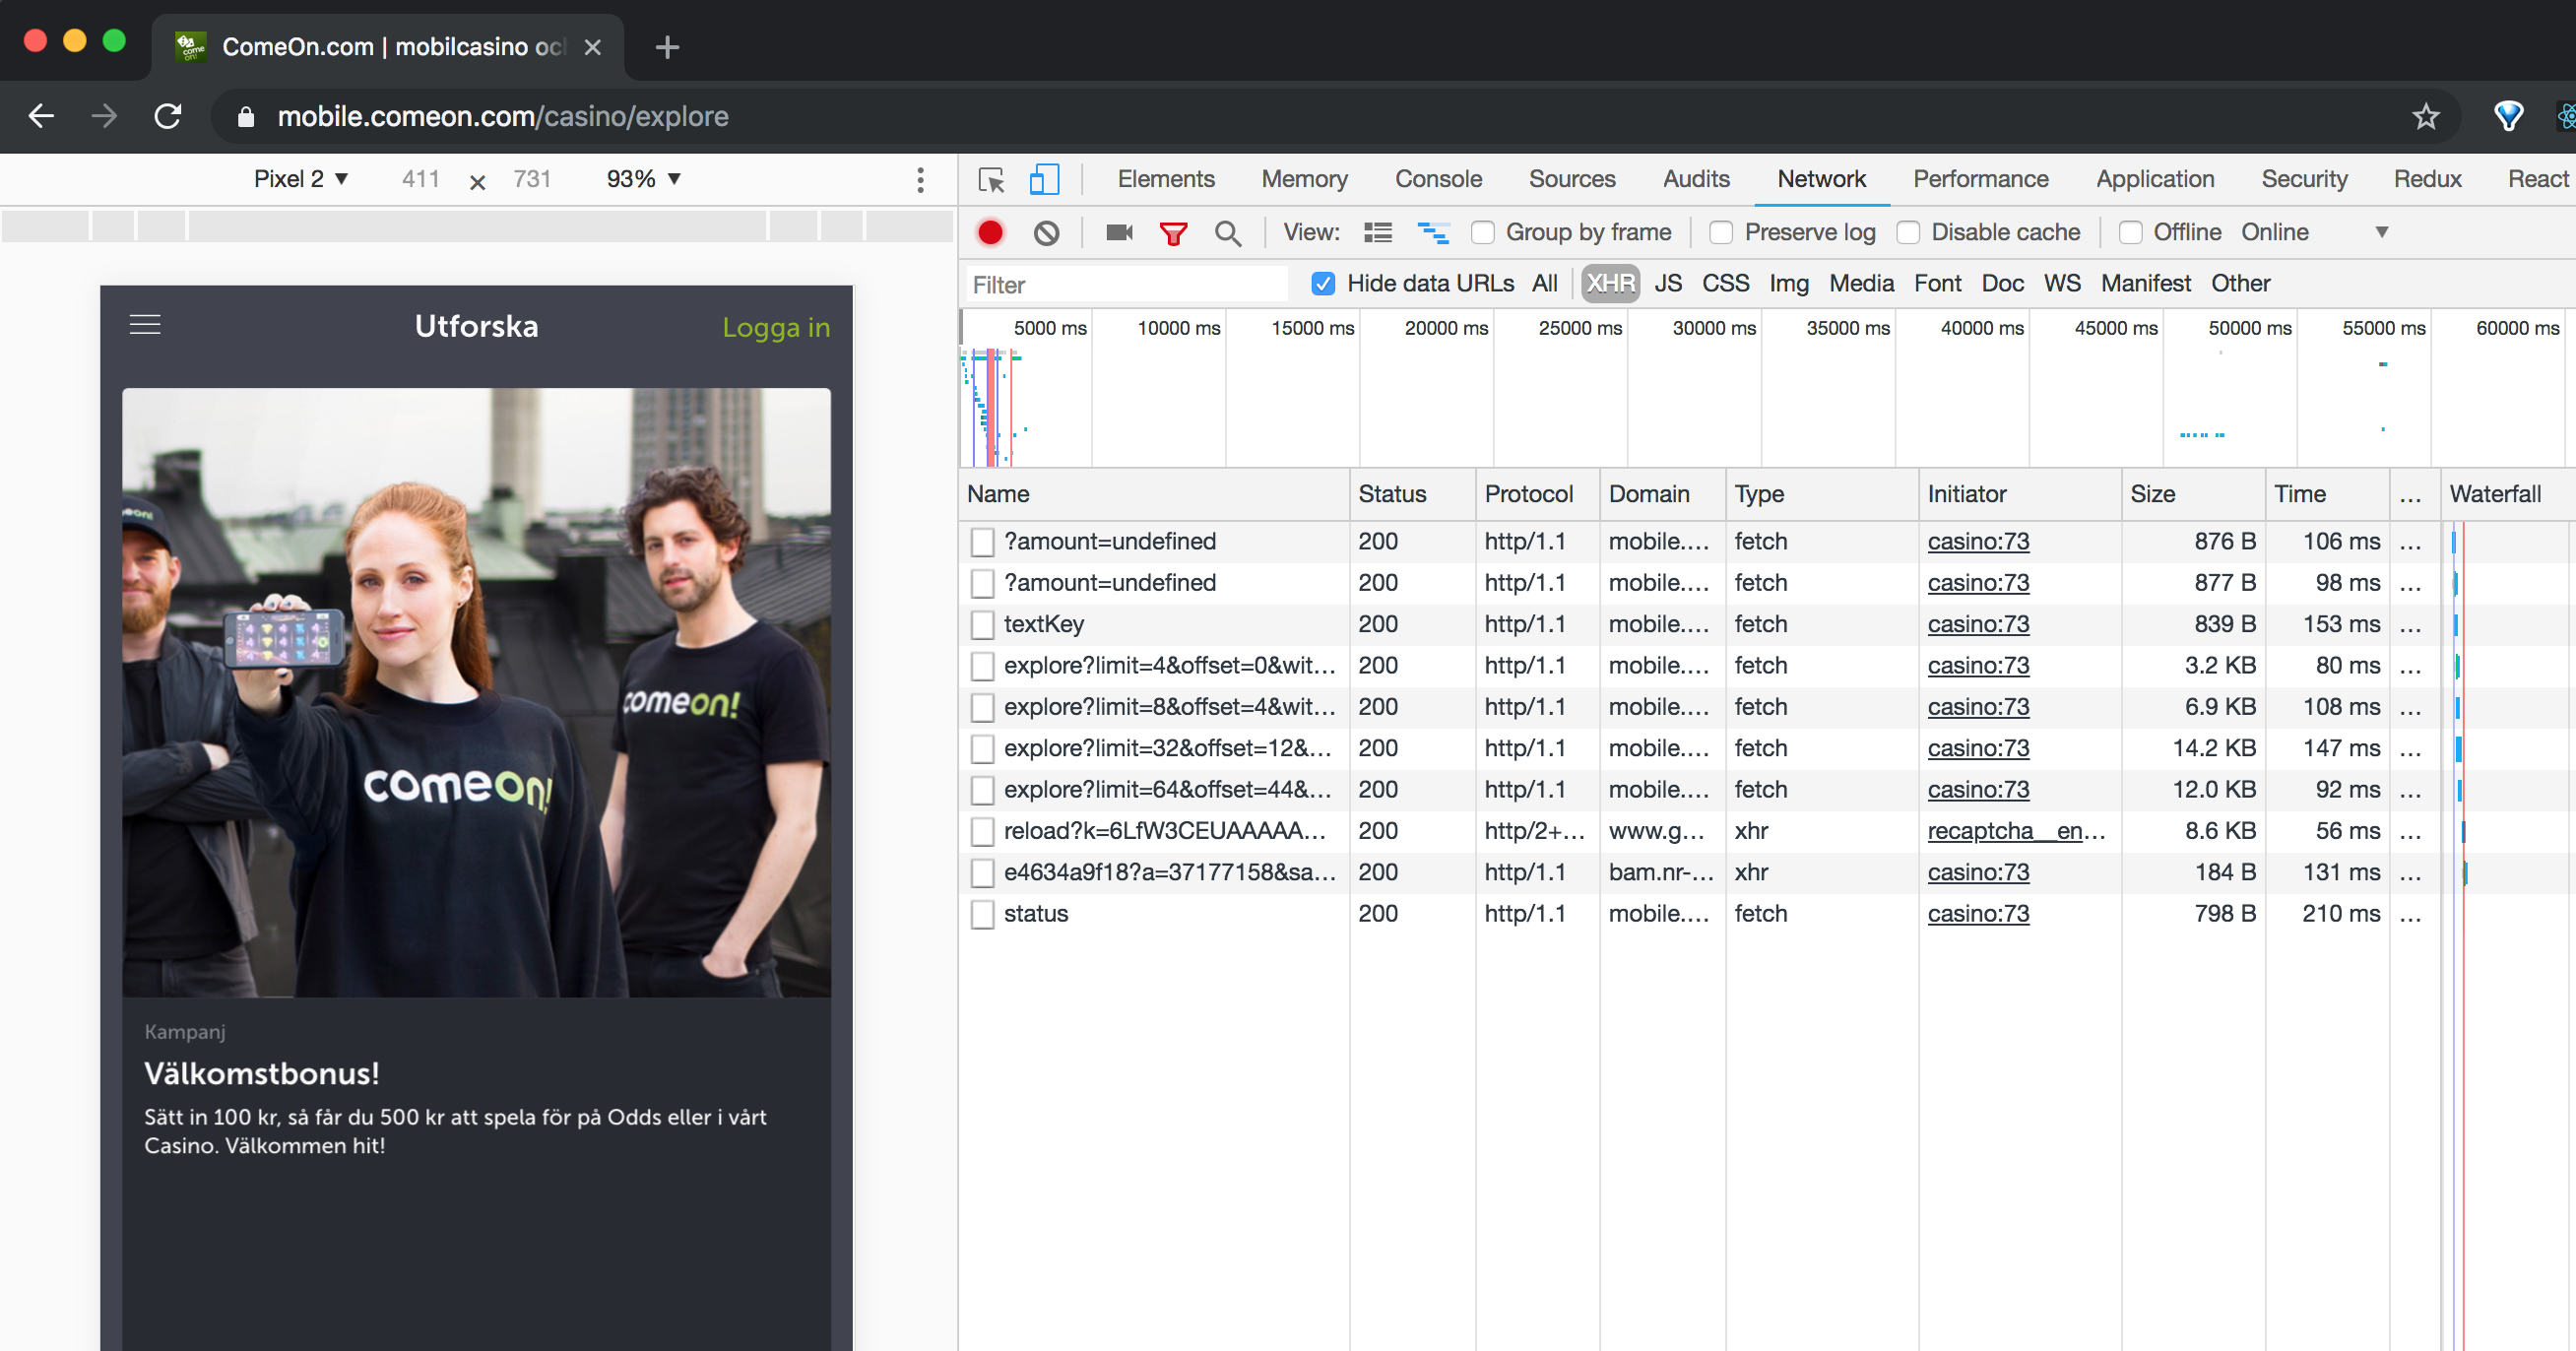 ComeOn.com | mobilcasino oc
mobile.comeon.com/casino/explore
Pixel 2 ▼ 411 × 731 93% ▼
Elements Memory Console Sources Audits Network Performance Application Security Redux React
View: Group by frame Preserve log Disable cache Offline Online ▼
Filter Hide data URLs All XHR JS CSS Img Media Font Doc WS Manifest Other
5000 ms 10000 ms 15000 ms 20000 ms 25000 ms 30000 ms 35000 ms 40000 ms 45000 ms 50000 ms 55000 ms 60000 ms
Name Status Protocol Domain Type Initiator Size Time ... Waterfall
?amount=undefined 200 http/1.1 mobile.... fetch casino:73 876 B 106 ms ...
?amount=undefined 200 http/1.1 mobile.... fetch casino:73 877 B 98 ms ...
textKey 200 http/1.1 mobile.... fetch casino:73 839 B 153 ms ...
explore?limit=4&offset=0&wit... 200 http/1.1 mobile.... fetch casino:73 3.2 KB 80 ms ...
explore?limit=8&offset=4&wit... 200 http/1.1 mobile.... fetch casino:73 6.9 KB 108 ms ...
explore?limit=32&offset=12&... 200 http/1.1 mobile.... fetch casino:73 14.2 KB 147 ms ...
explore?limit=64&offset=44&... 200 http/1.1 mobile.... fetch casino:73 12.0 KB 92 ms ...
reload?k=6LfW3CEUAAAAA... 200 http/2+... www.g... xhr recaptcha__en... 8.6 KB 56 ms ...
e4634a9f18?a=37177158&sa... 200 http/1.1 bam.nr-... xhr casino:73 184 B 131 ms ...
status 200 http/1.1 mobile.... fetch casino:73 798 B 210 ms ...
Utforska Logga in
comeon!
comeon!
Kampanj
Välkomstbonus!
Sätt in 100 kr, så får du 500 kr att spela för på Odds eller i vårt
Casino. Välkommen hit!